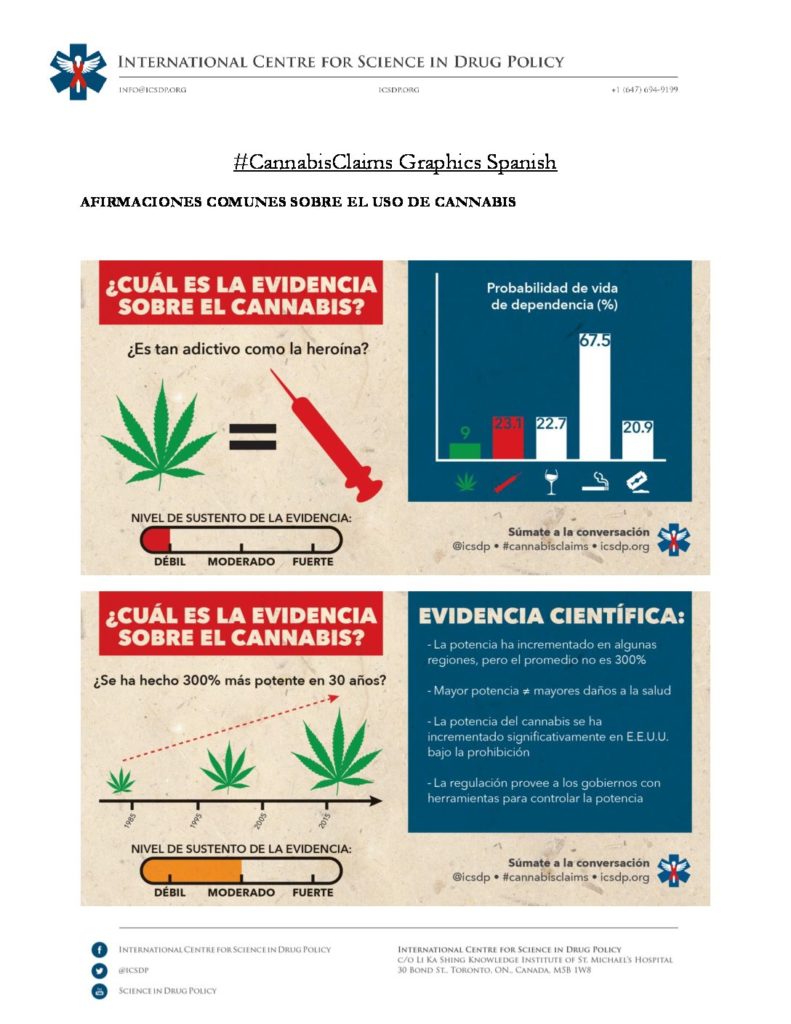 INTERNATIONAL CENTRE FOR SCIENCE IN DRUG POLICY
INFO@ICSDP.ORG ICSDP.ORG +1 (647) 694-9199
#CannabisClaims Graphics Spanish
AFIRMACIONES COMUNES SOBRE EL USO DE CANNABIS
¿CUÁL ES LA EVIDENCIA
SOBRE EL CANNABIS?
¿Es tan adictivo como la heroína?
=
NIVEL DE SUSTENTO DE LA EVIDENCIA:
DÉBIL MODERADO FUERTE
Probabilidad de vida
de dependencia (%)
9 23.1 22.7 67.5 20.9
Súmate a la conversación
@icsdp • #cannabisclaims • icsdp.org
¿CUÁL ES LA EVIDENCIA
SOBRE EL CANNABIS?
¿Se ha hecho 300% más potente en 30 años?
1985 1995 2005 2015
NIVEL DE SUSTENTO DE LA EVIDENCIA:
DÉBIL MODERADO FUERTE
EVIDENCIA CIENTÍFICA:
- La potencia ha incrementado en algunas
regiones, pero el promedio no es 300%
- Mayor potencia ≠ mayores daños a la salud
- La potencia del cannabis se ha
incrementado significativamente en E.E.U.U.
bajo la prohibición
- La regulación provee a los gobiernos con
herramientas para controlar la potencia
Súmate a la conversación
@icsdp • #cannabisclaims • icsdp.org
INTERNATIONAL CENTRE FOR SCIENCE IN DRUG POLICY
@ICSDP
SCIENCE IN DRUG POLICY
INTERNATIONAL CENTRE FOR SCIENCE IN DRUG POLICY
C/O LI KA SHING KNOWLEDGE INSTITUTE OF ST. MICHAEL'S HOSPITAL
30 BOND ST., TORONTO, ON., CANADA, M5B 1W8